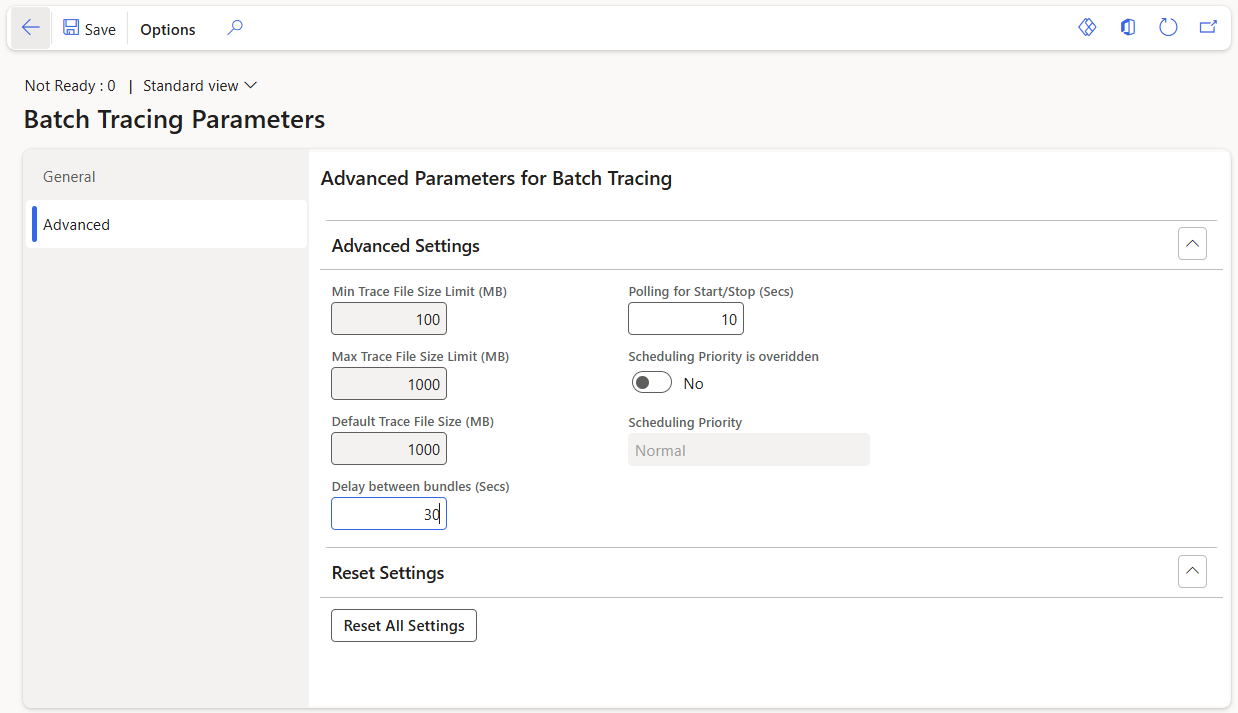 Save
Options
Not Ready : 0 | Standard view
Batch Tracing Parameters
General
Advanced
Advanced Parameters for Batch Tracing
Advanced Settings
Min Trace File Size Limit (MB)
100
Max Trace File Size Limit (MB)
1000
Default Trace File Size (MB)
1000
Delay between bundles (Secs)
30
Polling for Start/Stop (Secs)
10
Scheduling Priority is overidden
No
Scheduling Priority
Normal
Reset Settings
Reset All Settings